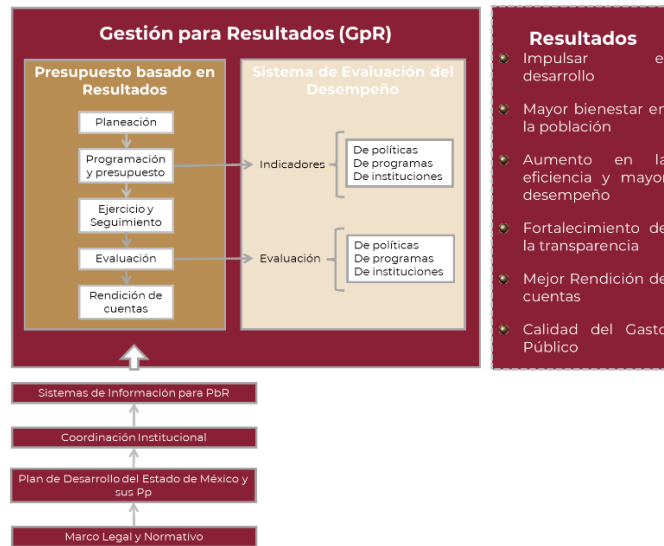 Gestión para Resultados (GpR)
Presupuesto basado en
Resultados
Planeación
Programación
y presupuesto
Ejercicio y
Seguimiento
Evaluación
Rendición de
cuentas
Sistema de Evaluación del
Desempeño
Indicadores
De políticas
De programas
De instituciones
Evaluación
De políticas
De programas
De instituciones
Sistemas de Información para PbR
Coordinación Institucional
Plan de Desarrollo del Estado de México y
sus Pp
Marco Legal y Normativo
Resultados
Impulsar el
desarrollo
Mayor bienestar en
la población
Aumento en la
eficiencia y mayor
desempeño
Fortalecimiento de
la transparencia
Mejor Rendición de
cuentas
Calidad del Gasto
Público